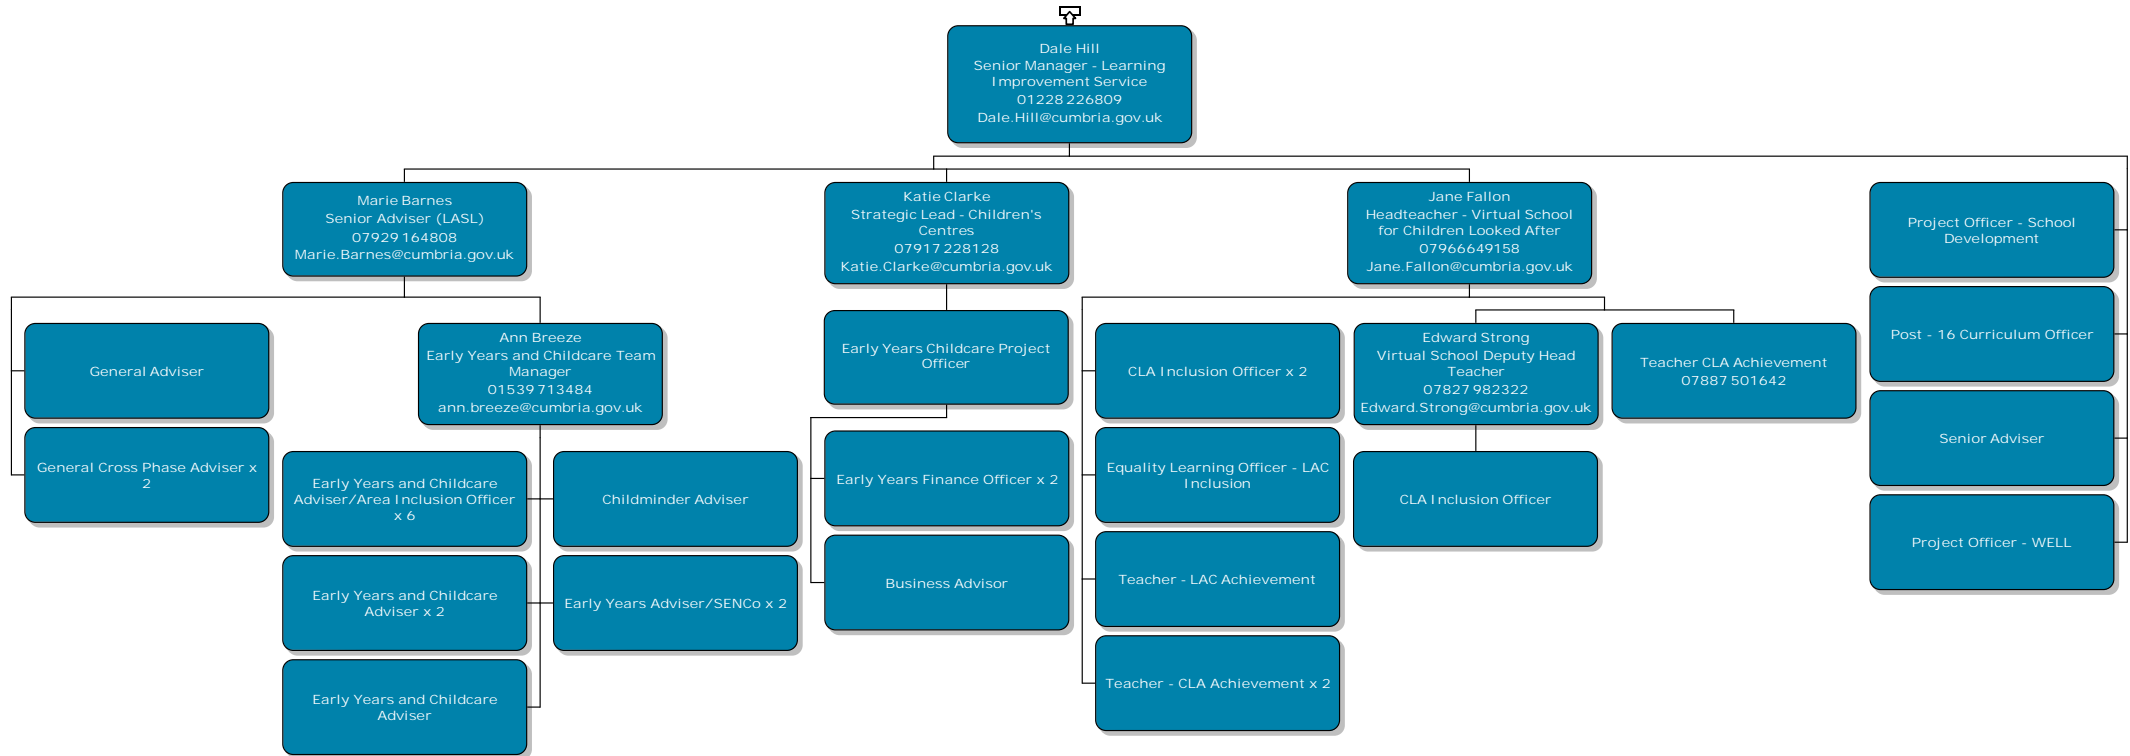 Dale Hill
Senior Manager - Learning
Improvement Service
01228 226809
Dale.Hill@cumbria.gov.uk
Marie Barnes
Senior Adviser (LASL)
07929 164808
Marie.Barnes@cumbria.gov.uk
Katie Clarke
Strategic Lead - Children's
Centres
07917 228128
Katie.Clarke@cumbria.gov.uk
Jane Fallon
Headteacher - Virtual School
for Children Looked After
07966649158
Jane.Fallon@cumbria.gov.uk
Project Officer - School
Development
Post - 16 Curriculum Officer
Senior Adviser
Project Officer - WELL
General Adviser
General Cross Phase Adviser x
2
Ann Breeze
Early Years and Childcare Team
Manager
01539 713484
ann.breeze@cumbria.gov.uk
Early Years and Childcare
Adviser/Area Inclusion Officer
x 6
Childminder Adviser
Early Years and Childcare
Adviser x 2
Early Years Adviser/SENCo x 2
Early Years and Childcare
Adviser
Early Years Childcare Project
Officer
Early Years Finance Officer x 2
Business Advisor
CLA Inclusion Officer x 2
Equality Learning Officer - LAC
Inclusion
Teacher - LAC Achievement
Teacher - CLA Achievement x 2
Edward Strong
Virtual School Deputy Head
Teacher
07827 982322
Edward.Strong@cumbria.gov.uk
CLA Inclusion Officer
Teacher CLA Achievement
07887 501642